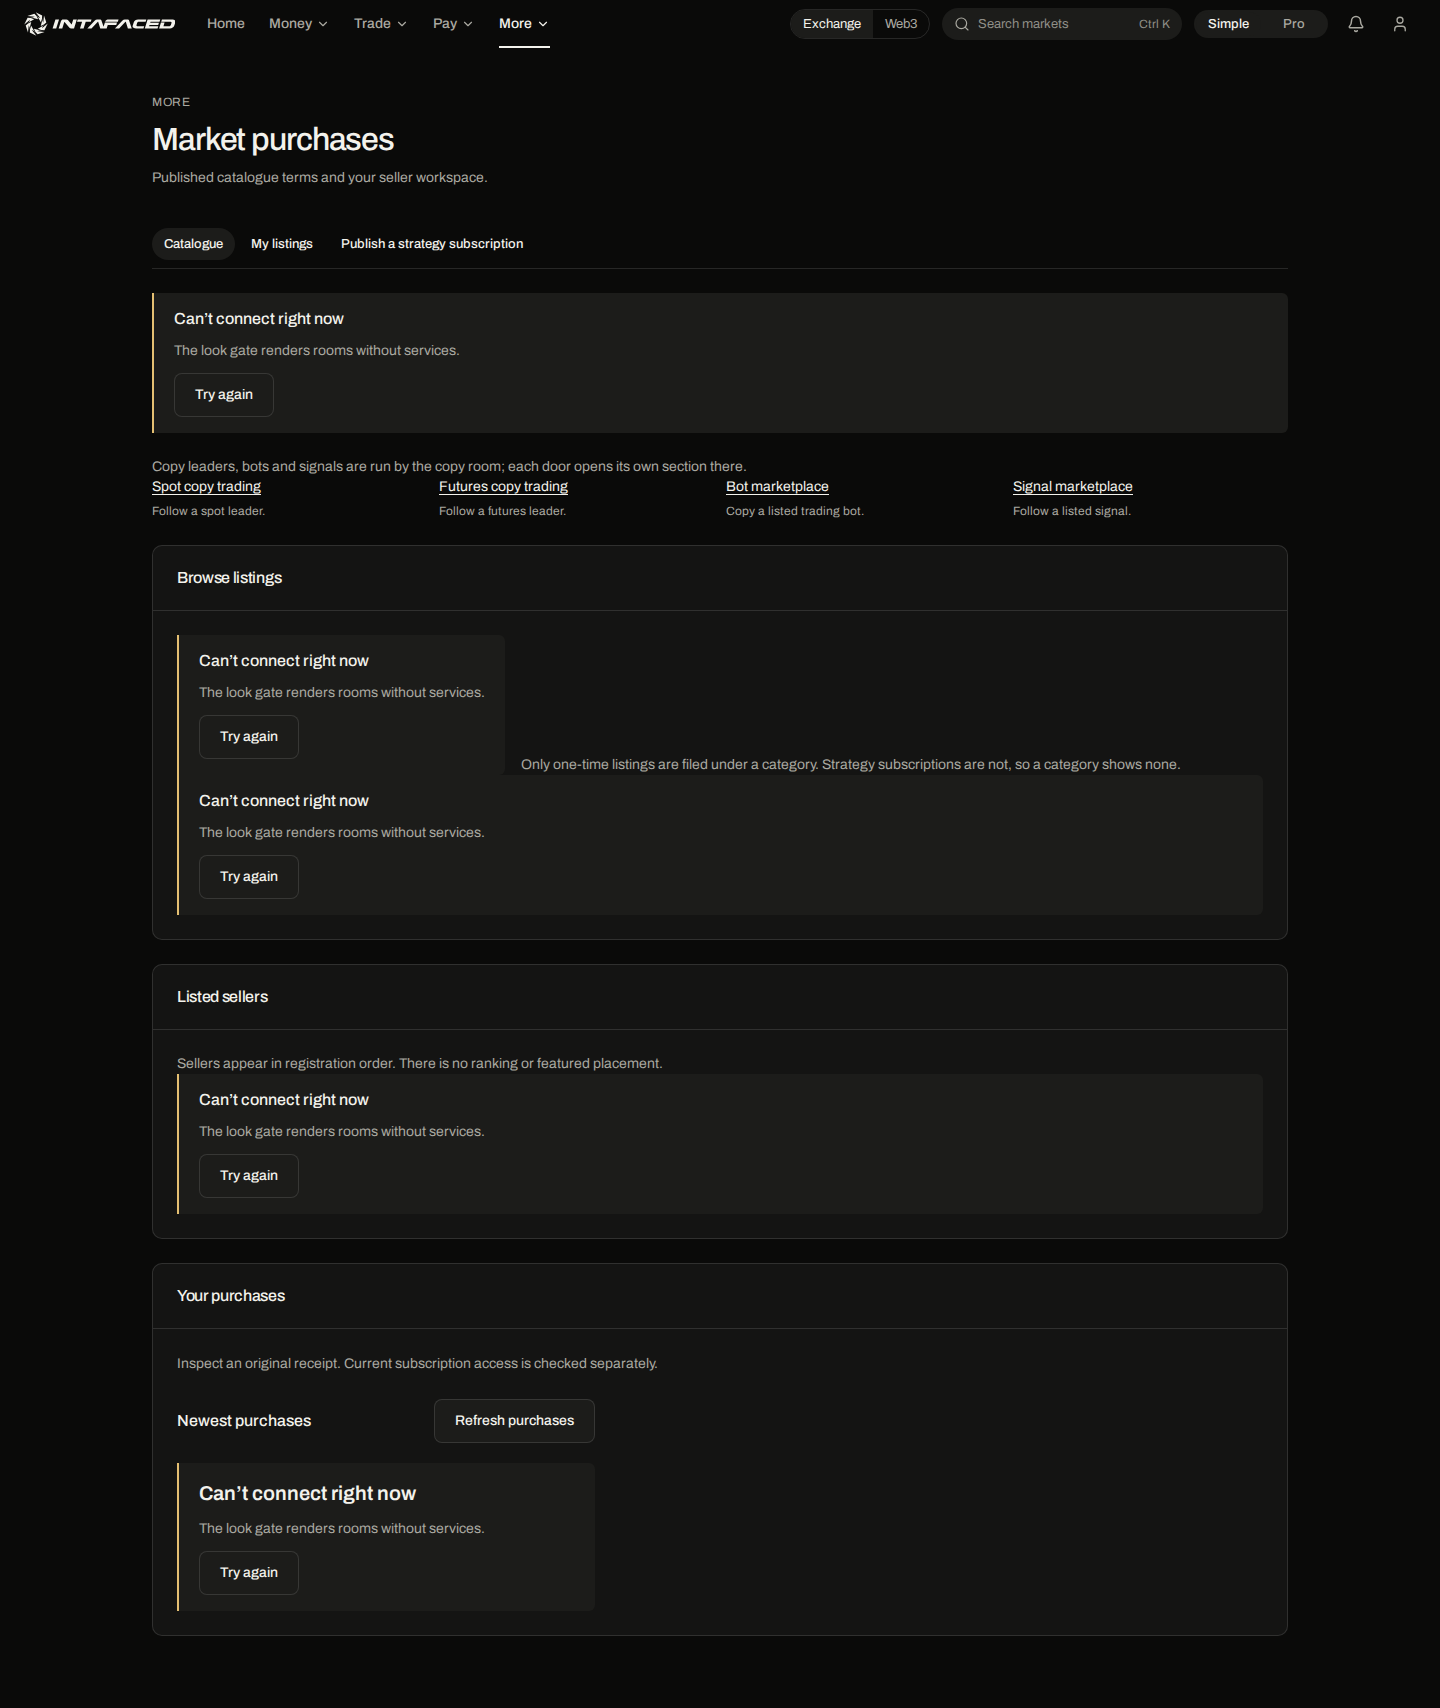 INTAFACED
Home
Money
Trade
Pay
More
Exchange
Web3
Search markets
Ctrl K
Simple
Pro
MORE
Market purchases
Published catalogue terms and your seller workspace.
Catalogue
My listings
Publish a strategy subscription
Can’t connect right now
The look gate renders rooms without services.
Try again
Copy leaders, bots and signals are run by the copy room; each door opens its own section there.
Spot copy trading
Follow a spot leader.
Futures copy trading
Follow a futures leader.
Bot marketplace
Copy a listed trading bot.
Signal marketplace
Follow a listed signal.
Browse listings
Can’t connect right now
The look gate renders rooms without services.
Try again
Only one-time listings are filed under a category. Strategy subscriptions are not, so a category shows none.
Can’t connect right now
The look gate renders rooms without services.
Try again
Listed sellers
Sellers appear in registration order. There is no ranking or featured placement.
Can’t connect right now
The look gate renders rooms without services.
Try again
Your purchases
Inspect an original receipt. Current subscription access is checked separately.
Newest purchases
Refresh purchases
Can’t connect right now
The look gate renders rooms without services.
Try again